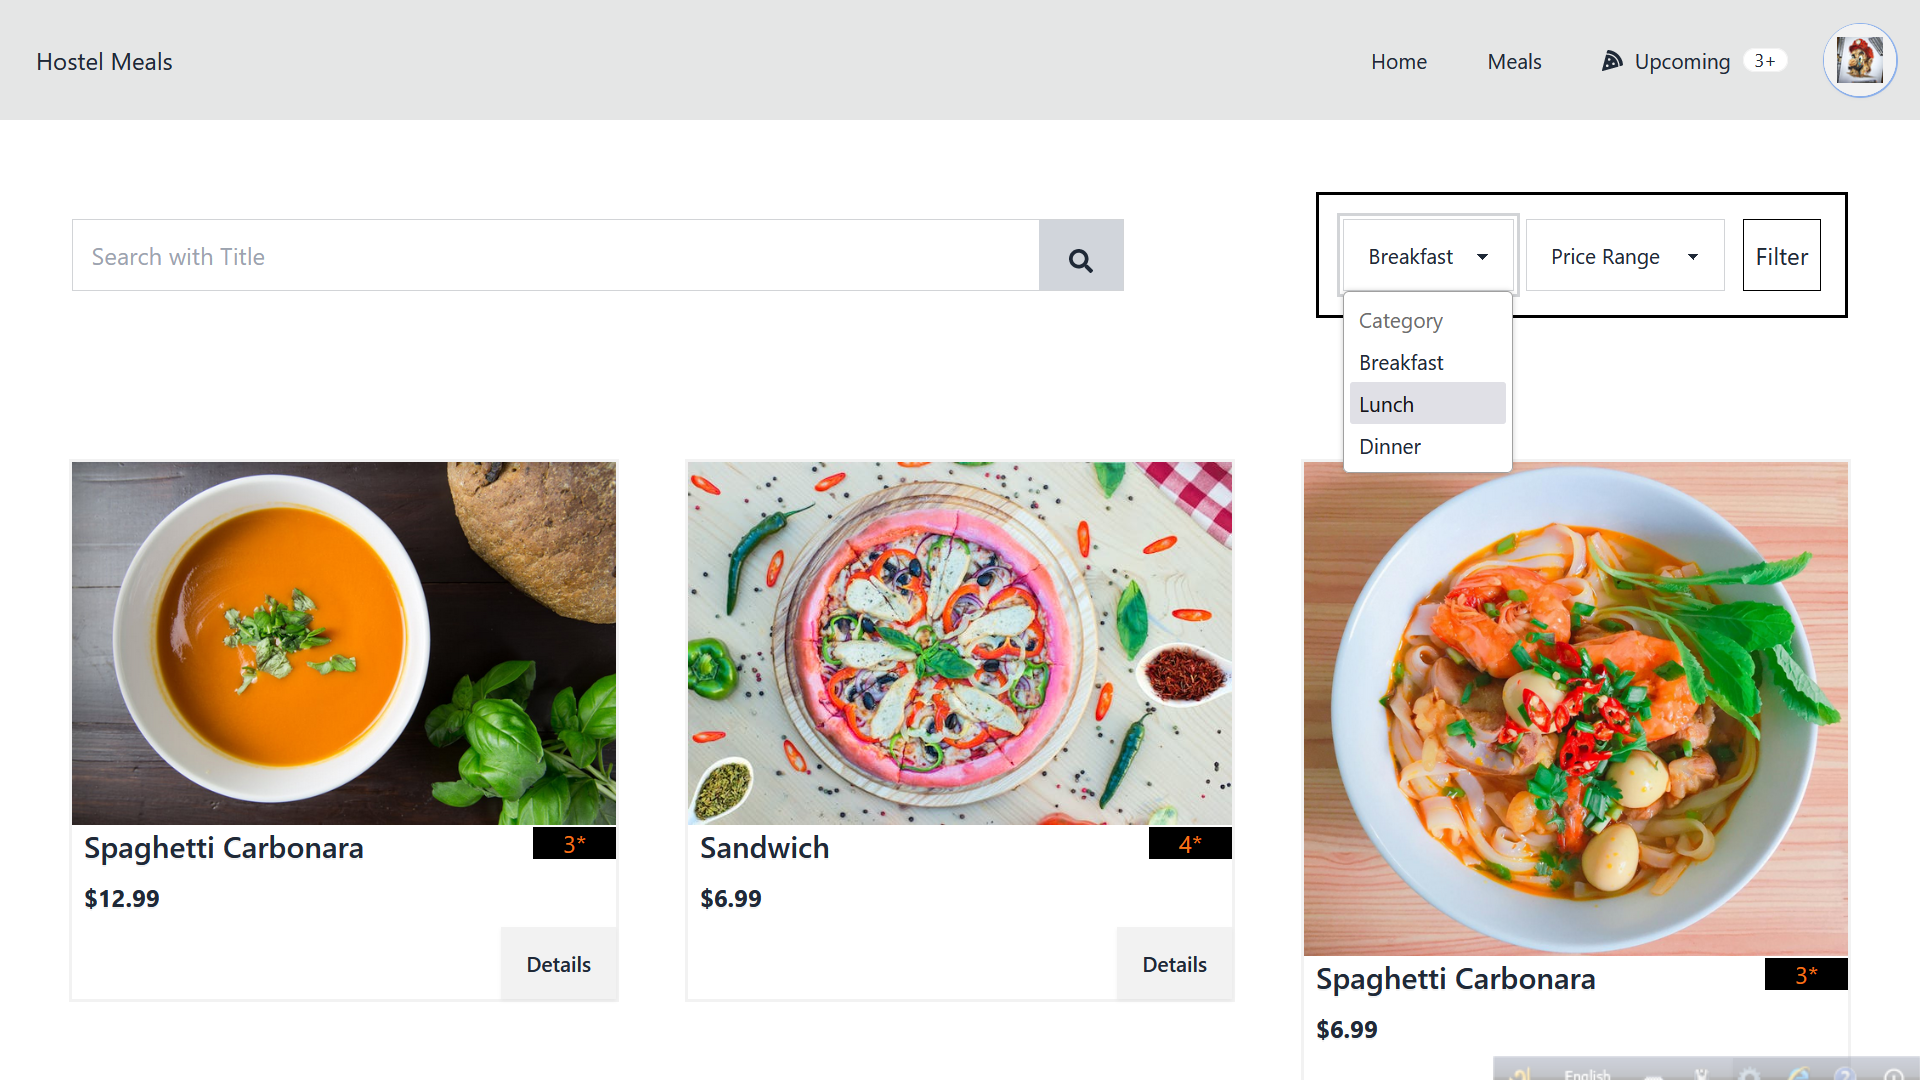 Hostel Meals
Home
Meals
Upcoming
3+
Search with Title
Breakfast
Price Range
Filter
Category
Breakfast
Lunch
Dinner
Spaghetti Carbonara
3*
$12.99
Details
Sandwich
4*
$6.99
Details
Spaghetti Carbonara
3*
$6.99
English